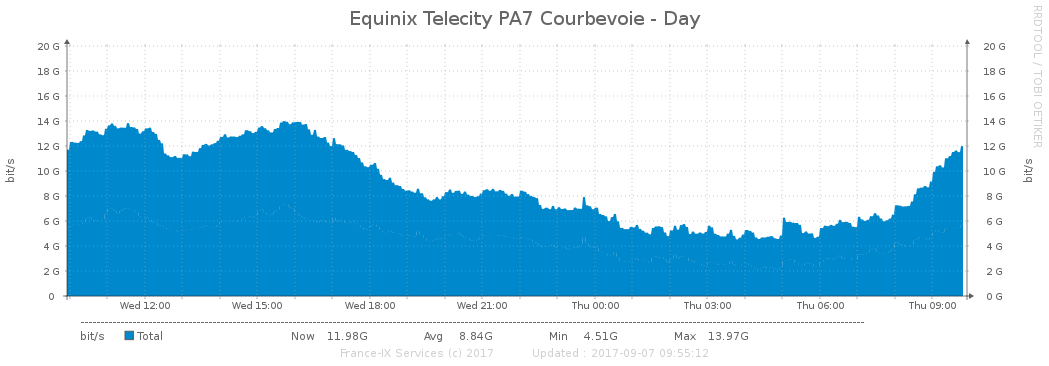 Equinix Telecity PA7 Courbevoie - Day
RRDTOOL / TOBI OETIKER
bit/s
20 G
18 G
16 G
14 G
12 G
10 G
8 G
6 G
4 G
2 G
0
20 G
18 G
16 G
14 G
12 G
10 G
8 G
6 G
4 G
2 G
0 G
bit/s
Wed 12:00 Wed 15:00 Wed 18:00 Wed 21:00 Thu 00:00 Thu 03:00 Thu 06:00 Thu 09:00
bit/s Total Now 11.98G Avg 8.84G Min 4.51G Max 13.97G
France-IX Services (c) 2017 Updated : 2017-09-07 09:55:12